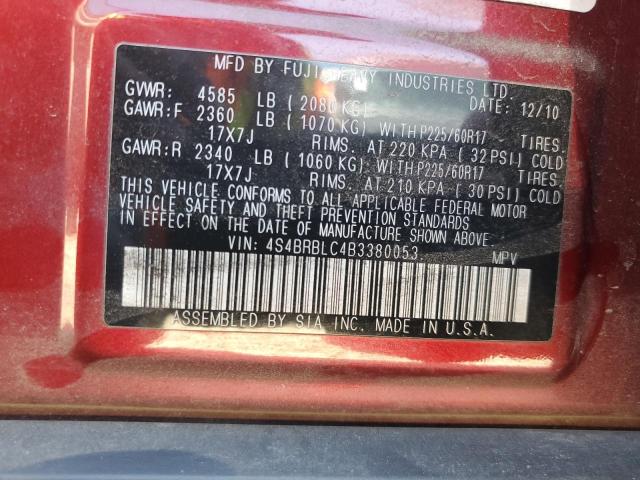 MFD BY FUJI HEAVY INDUSTRIES LTD
DATE: 12/10
GVWR: 4585 LB ( 2080 KG)
GAWR:F 2360 LB ( 1070 KG) WITH P225/60R17 TIRES.
17X7J RIMS. AT 220 KPA ( 32 PSI) COLD
GAWR:R 2340 LB ( 1060 KG) WITH P225/60R17 TIRES.
17X7J RIMS. AT 210 KPA ( 30 PSI) COLD
THIS VEHICLE CONFORMS TO ALL APPLICABLE FEDERAL MOTOR
VEHICLE SAFETY AND THEFT PREVENTION STANDARDS
IN EFFECT ON THE DATE OF MANUFACTURE SHOWN ABOVE.
VIN: 4S4BRBLC4B3380053. MPV
ASSEMBLED BY SIA INC. MADE IN U.S.A.